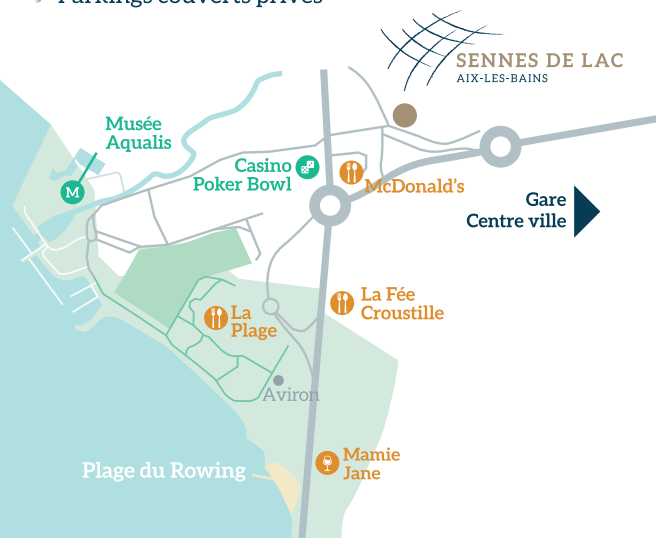 Parkings couverts privés
SENNES DE LAC
AIX-LES-BAINS
Musée
Aqualis
M
Casino
Poker Bowl
McDonald's
Gare
Centre ville
La Fée
Croustille
La
Plage
Aviron
Mamie
Jane
Plage du Rowing